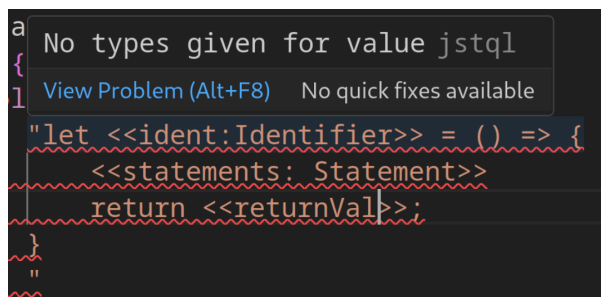 a
No types given for value jstql
{
View Problem (Alt+F8) No quick fixes available
l
"let <<ident:Identifier>> = () => {
<<statements: Statement>>
return <<returnVal>>;
}
"